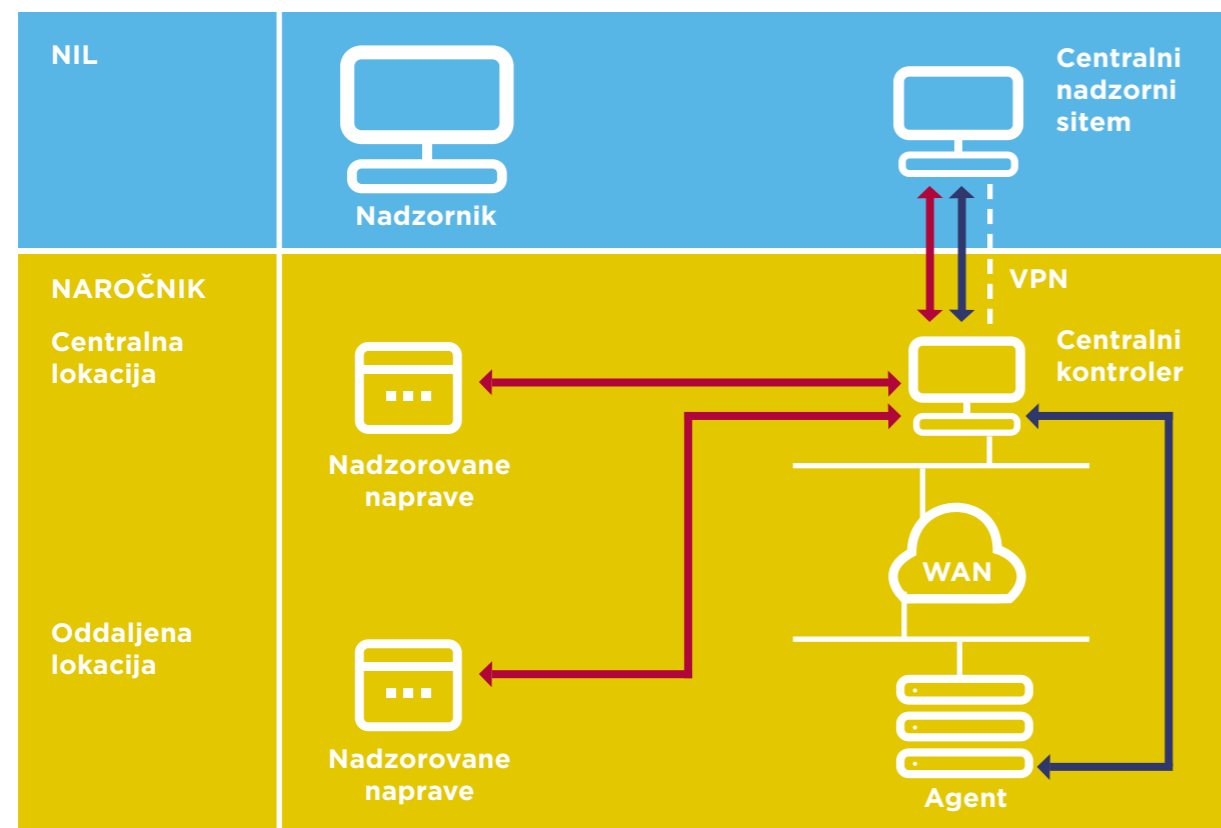 NIL
Nadzornik
Centralni
nadzorni
sitem
VPN
NAROČNIK
Centralna
lokacija
Nadzorovane
naprave
Centralni
kontroler
WAN
Oddaljena
lokacija
Nadzorovane
naprave
Agent